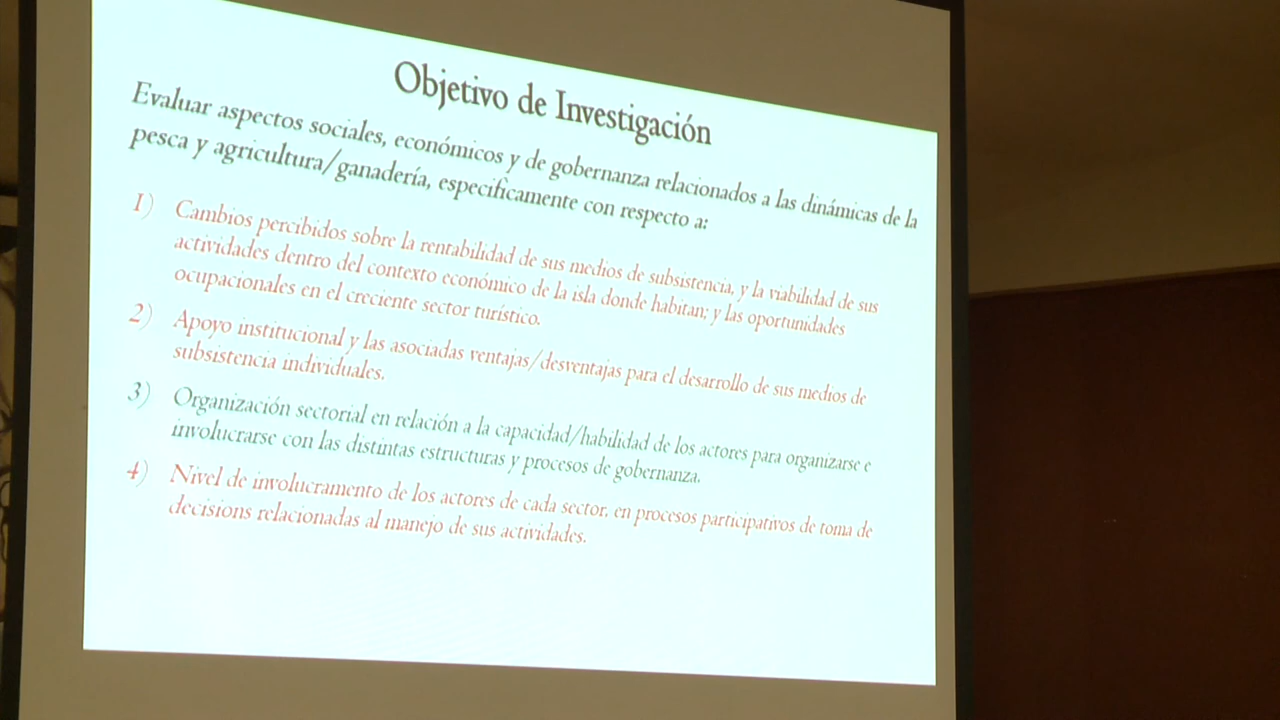 Objetivo de Investigación
Evaluar aspectos sociales, económicos y de gobernanza relacionados a las dinámicas de la
pesca y agricultura/ganadería, específicamente con respecto a:
1) Cambios percibidos sobre la rentabilidad de sus medios de subsistencia, y la viabilidad de sus
actividades dentro del contexto económico de la isla donde habitan; y las oportunidades
ocupacionales en el creciente sector turístico.
2) Apoyo institucional y las asociadas ventajas/desventajas para el desarrollo de sus medios de
subsistencia individuales.
3) Organización sectorial en relación a la capacidad/habilidad de los actores para organizarse e
involucrarse con las distintas estructuras y procesos de gobernanza.
4) Nivel de involucramento de los actores de cada sector, en procesos participativos de toma de
decisions relacionadas al manejo de sus actividades.